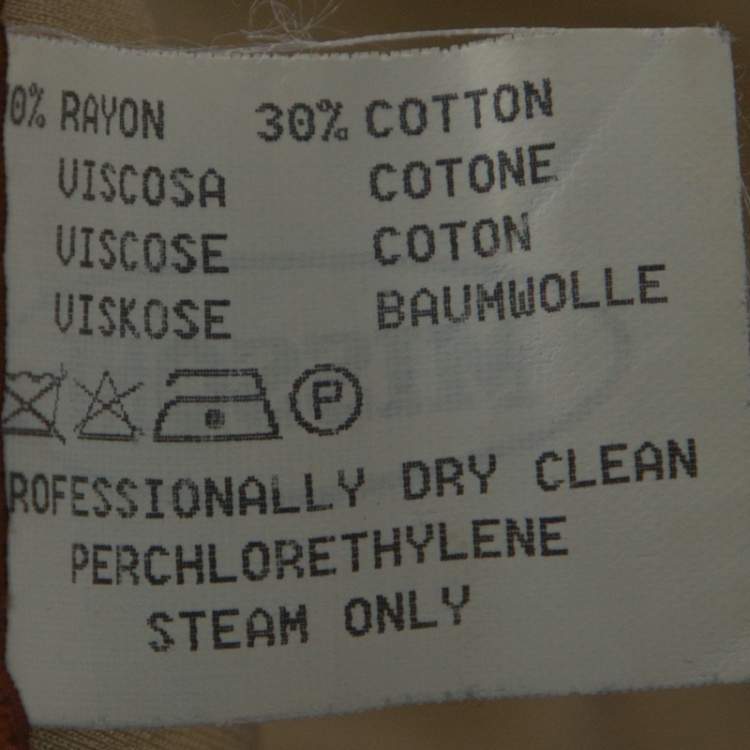 0% RAYON 30% COTTON
VISCOSA COTONE
VISCOSE COTON
VISKOSE BAUMWOLLE
P
ROFESSIONALLY DRY CLEAN
PERCHLORETHYLENE
STEAM ONLY